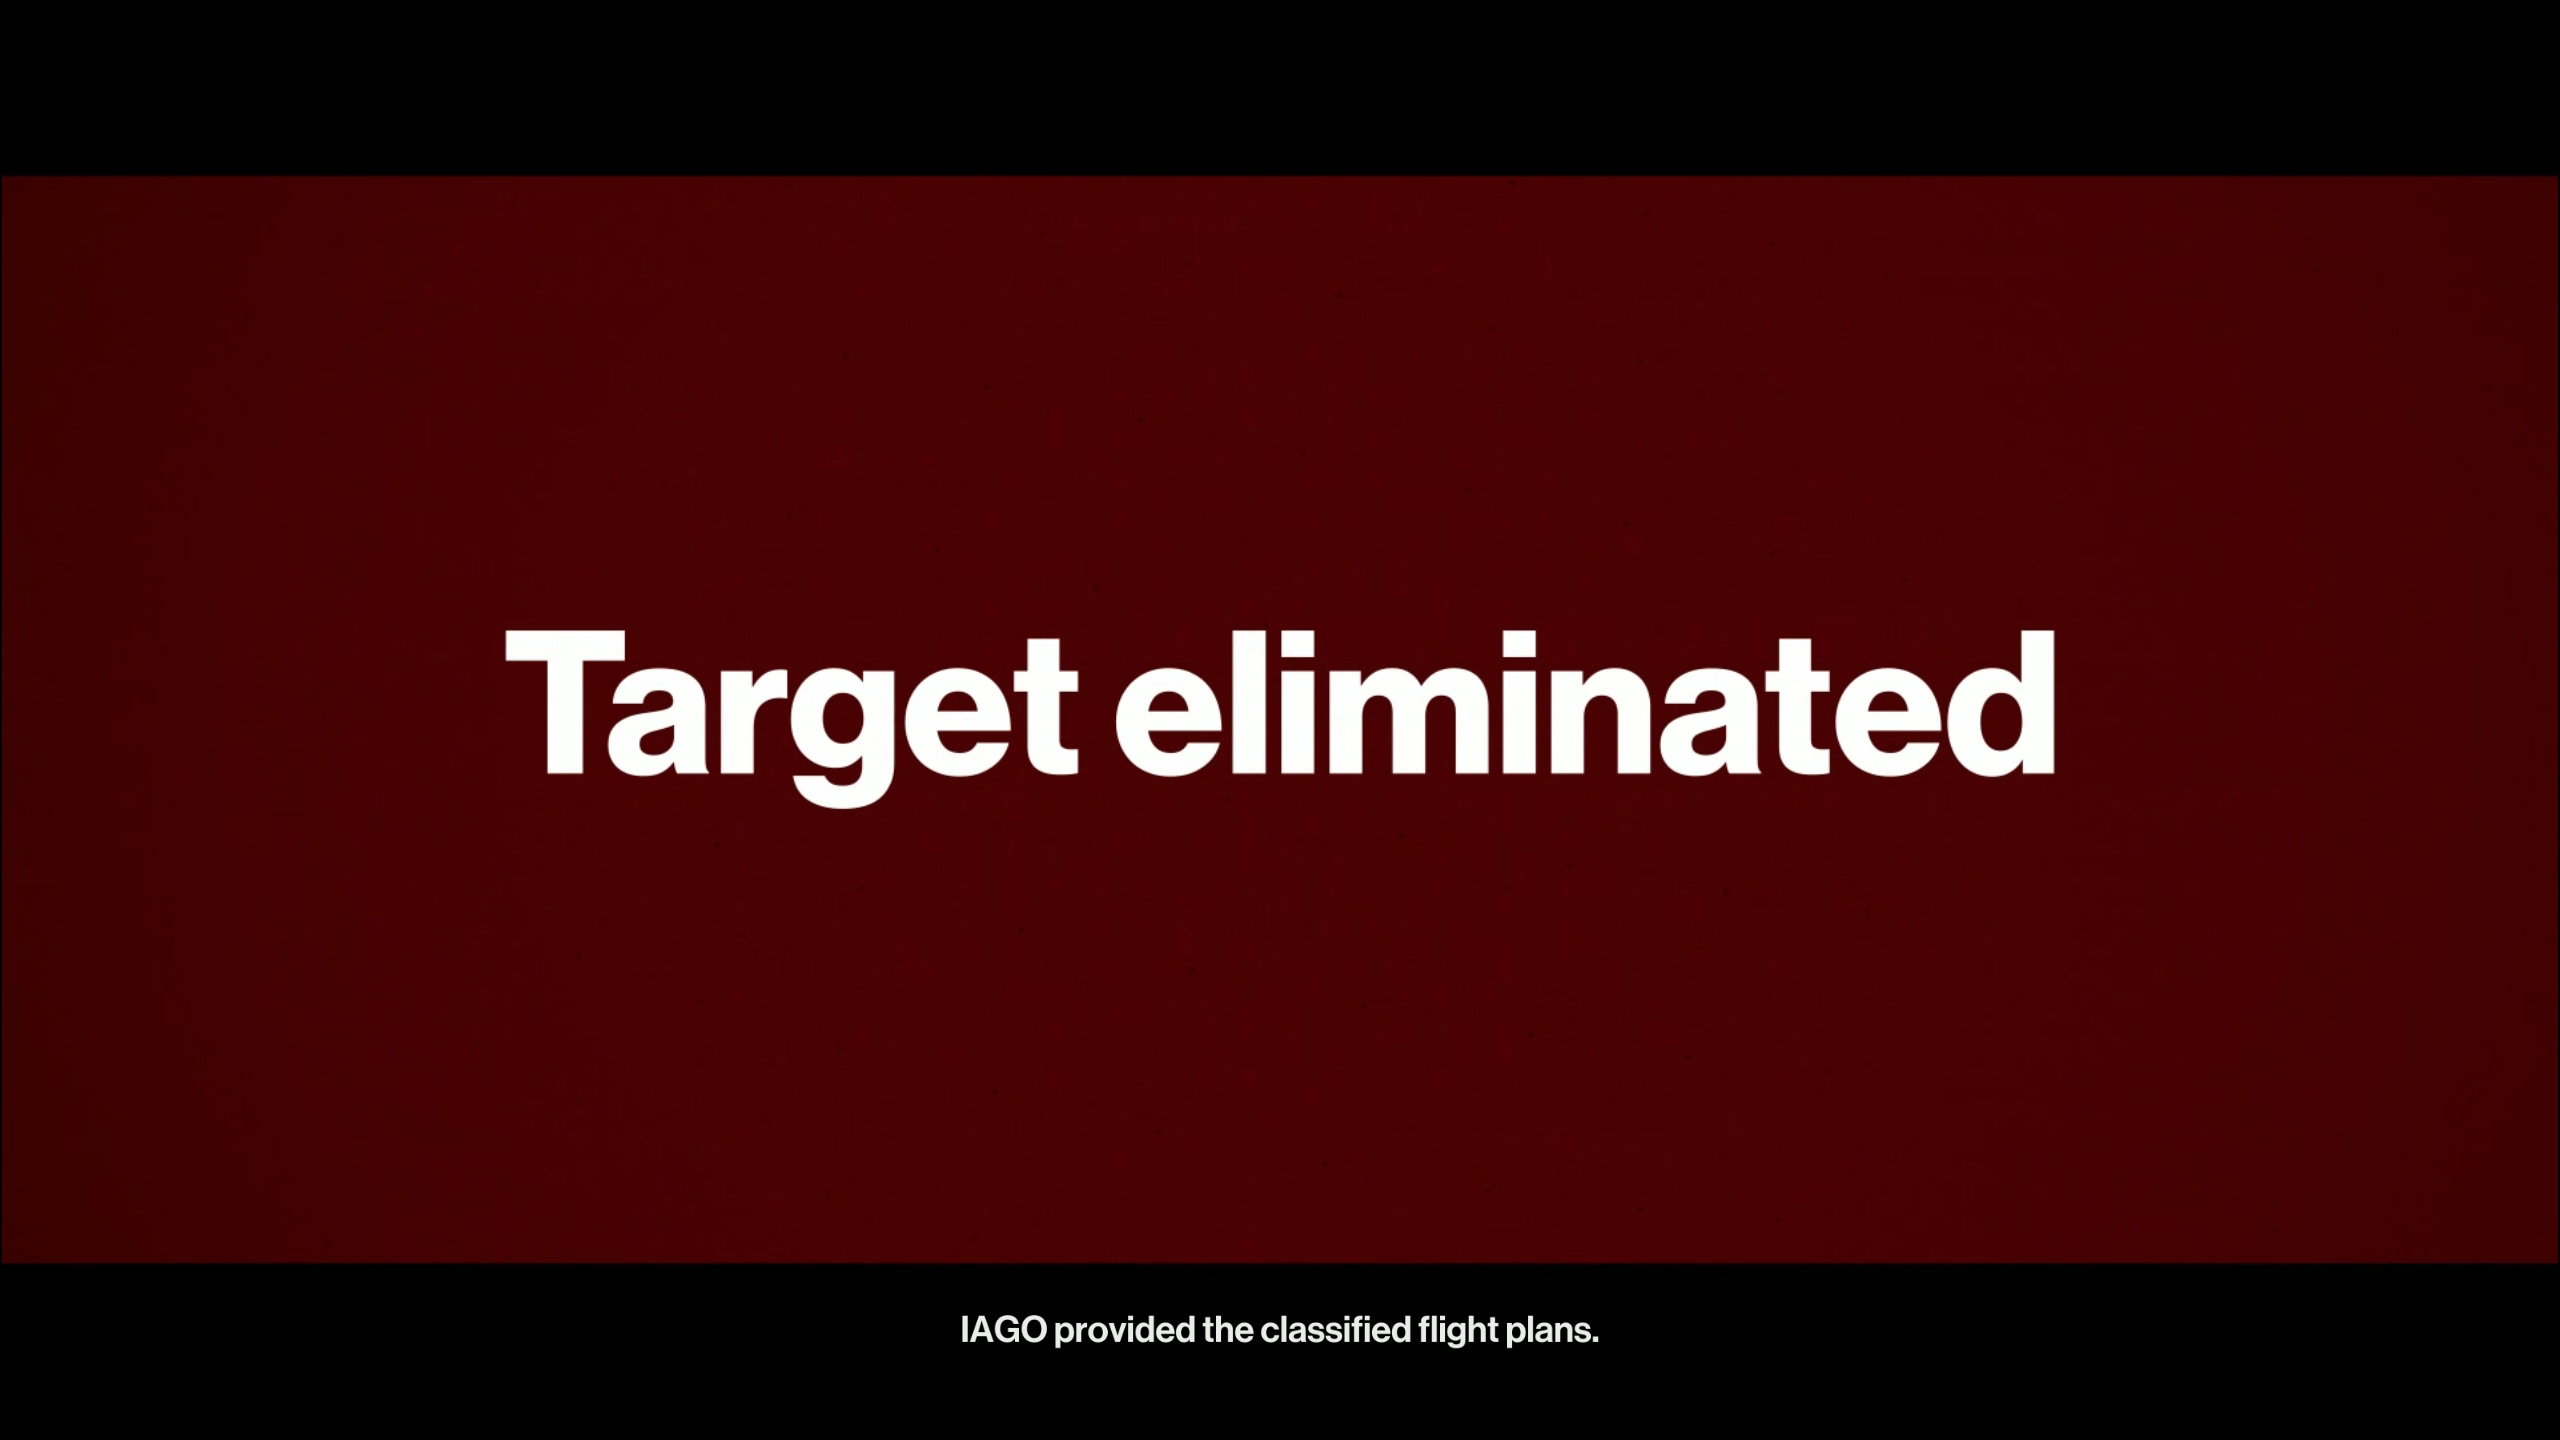 Target eliminated
IAGO provided the classified flight plans.